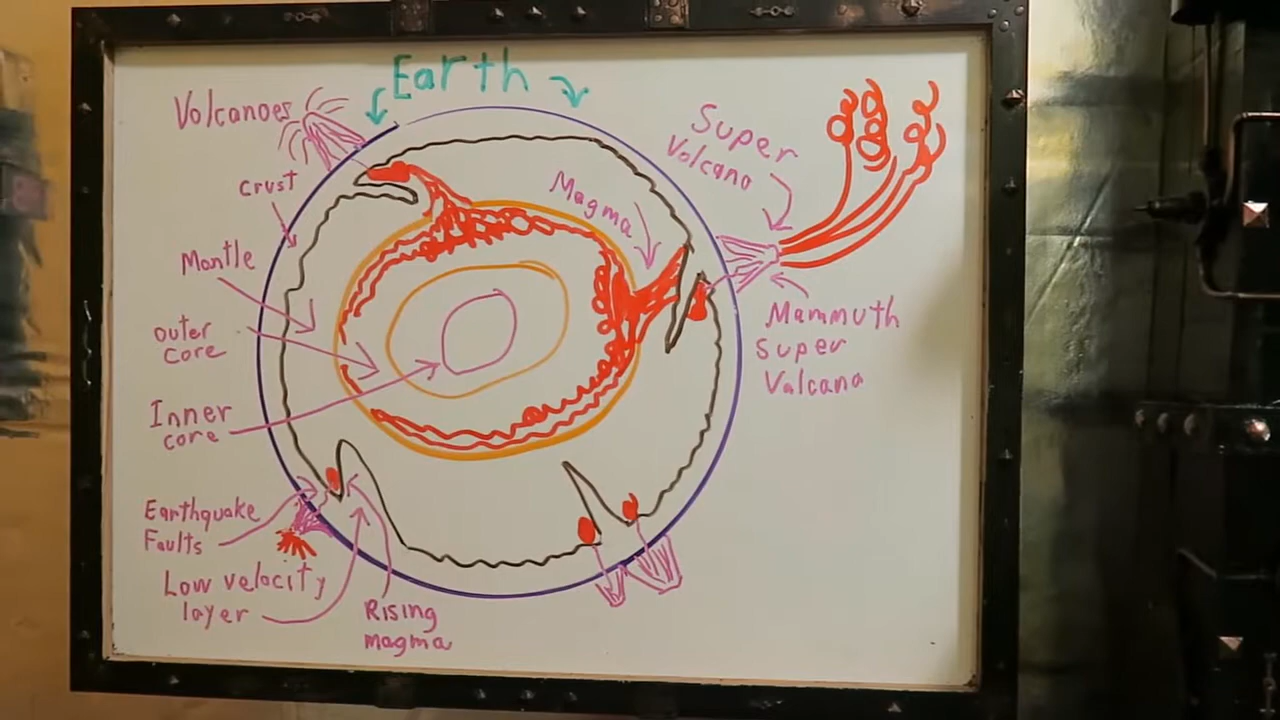 Earth
Volcanoes
Crust
Mantle
outer
core
Inner
core
Earthquake
Faults
Low velocity
layer
Rising
magma
Magma
Super
Volcano
Mammuth
Super
Valcana